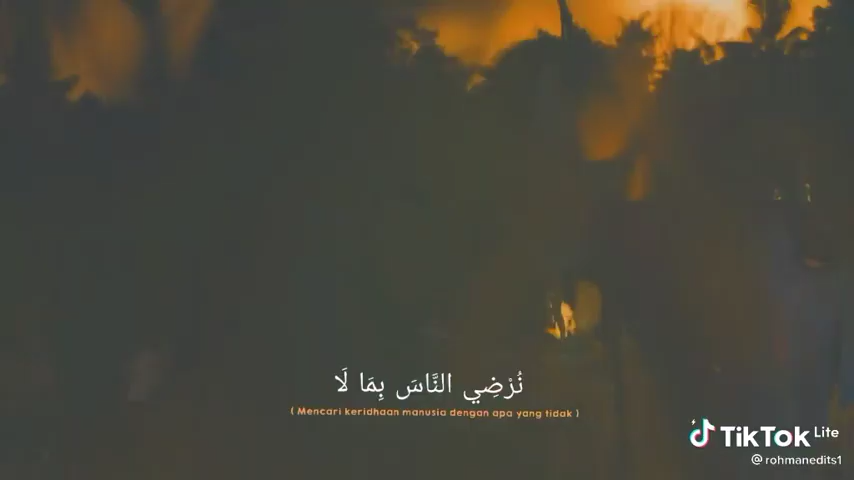 نُرْضِي النَّاسَ بِمَا لَا
( Mencari keridhaan manusia dengan apa yang tidak )
TikTok Lite
@rohmanedits1